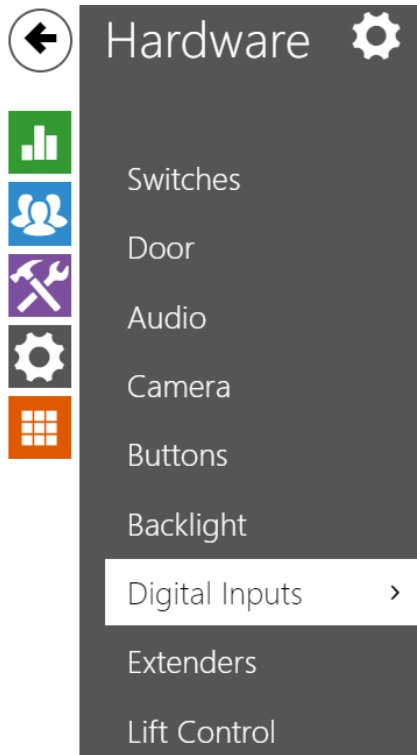 Hardware
Switches
Door
Audio
Camera
Buttons
Backlight
Digital Inputs
Extenders
Lift Control